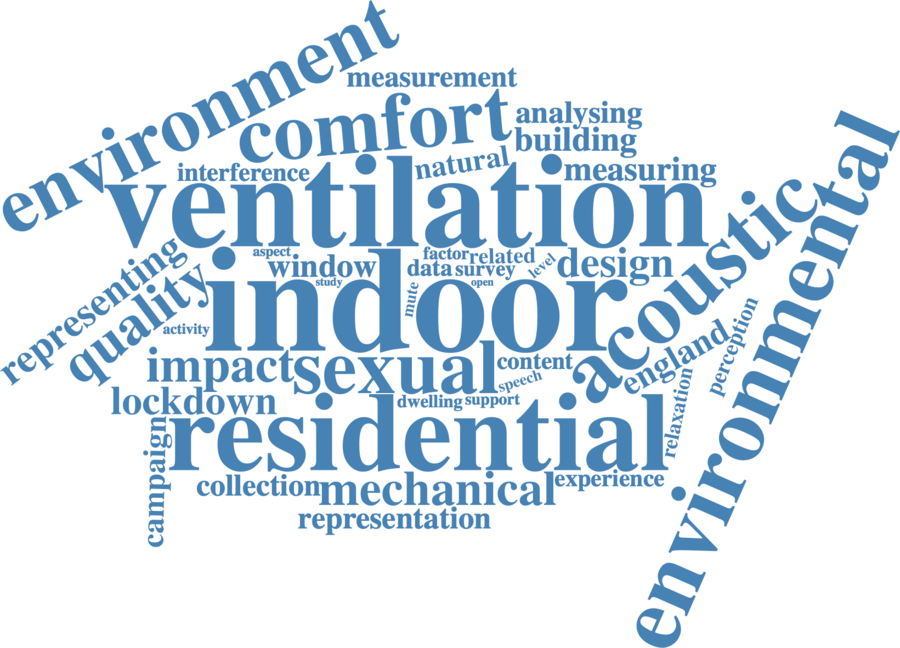 environment
measurement
comfort
analysing
building
interference
natural
measuring
ventilation
acoustic
environmental
representing
quality
aspect
window
factor
related
data
survey
level
design
study
open
mute
indoor
activity
impact
sexual
content
speech
england
perception
relaxation
lockdown
dwelling
support
residential
campaign
collection
mechanical
experience
representation